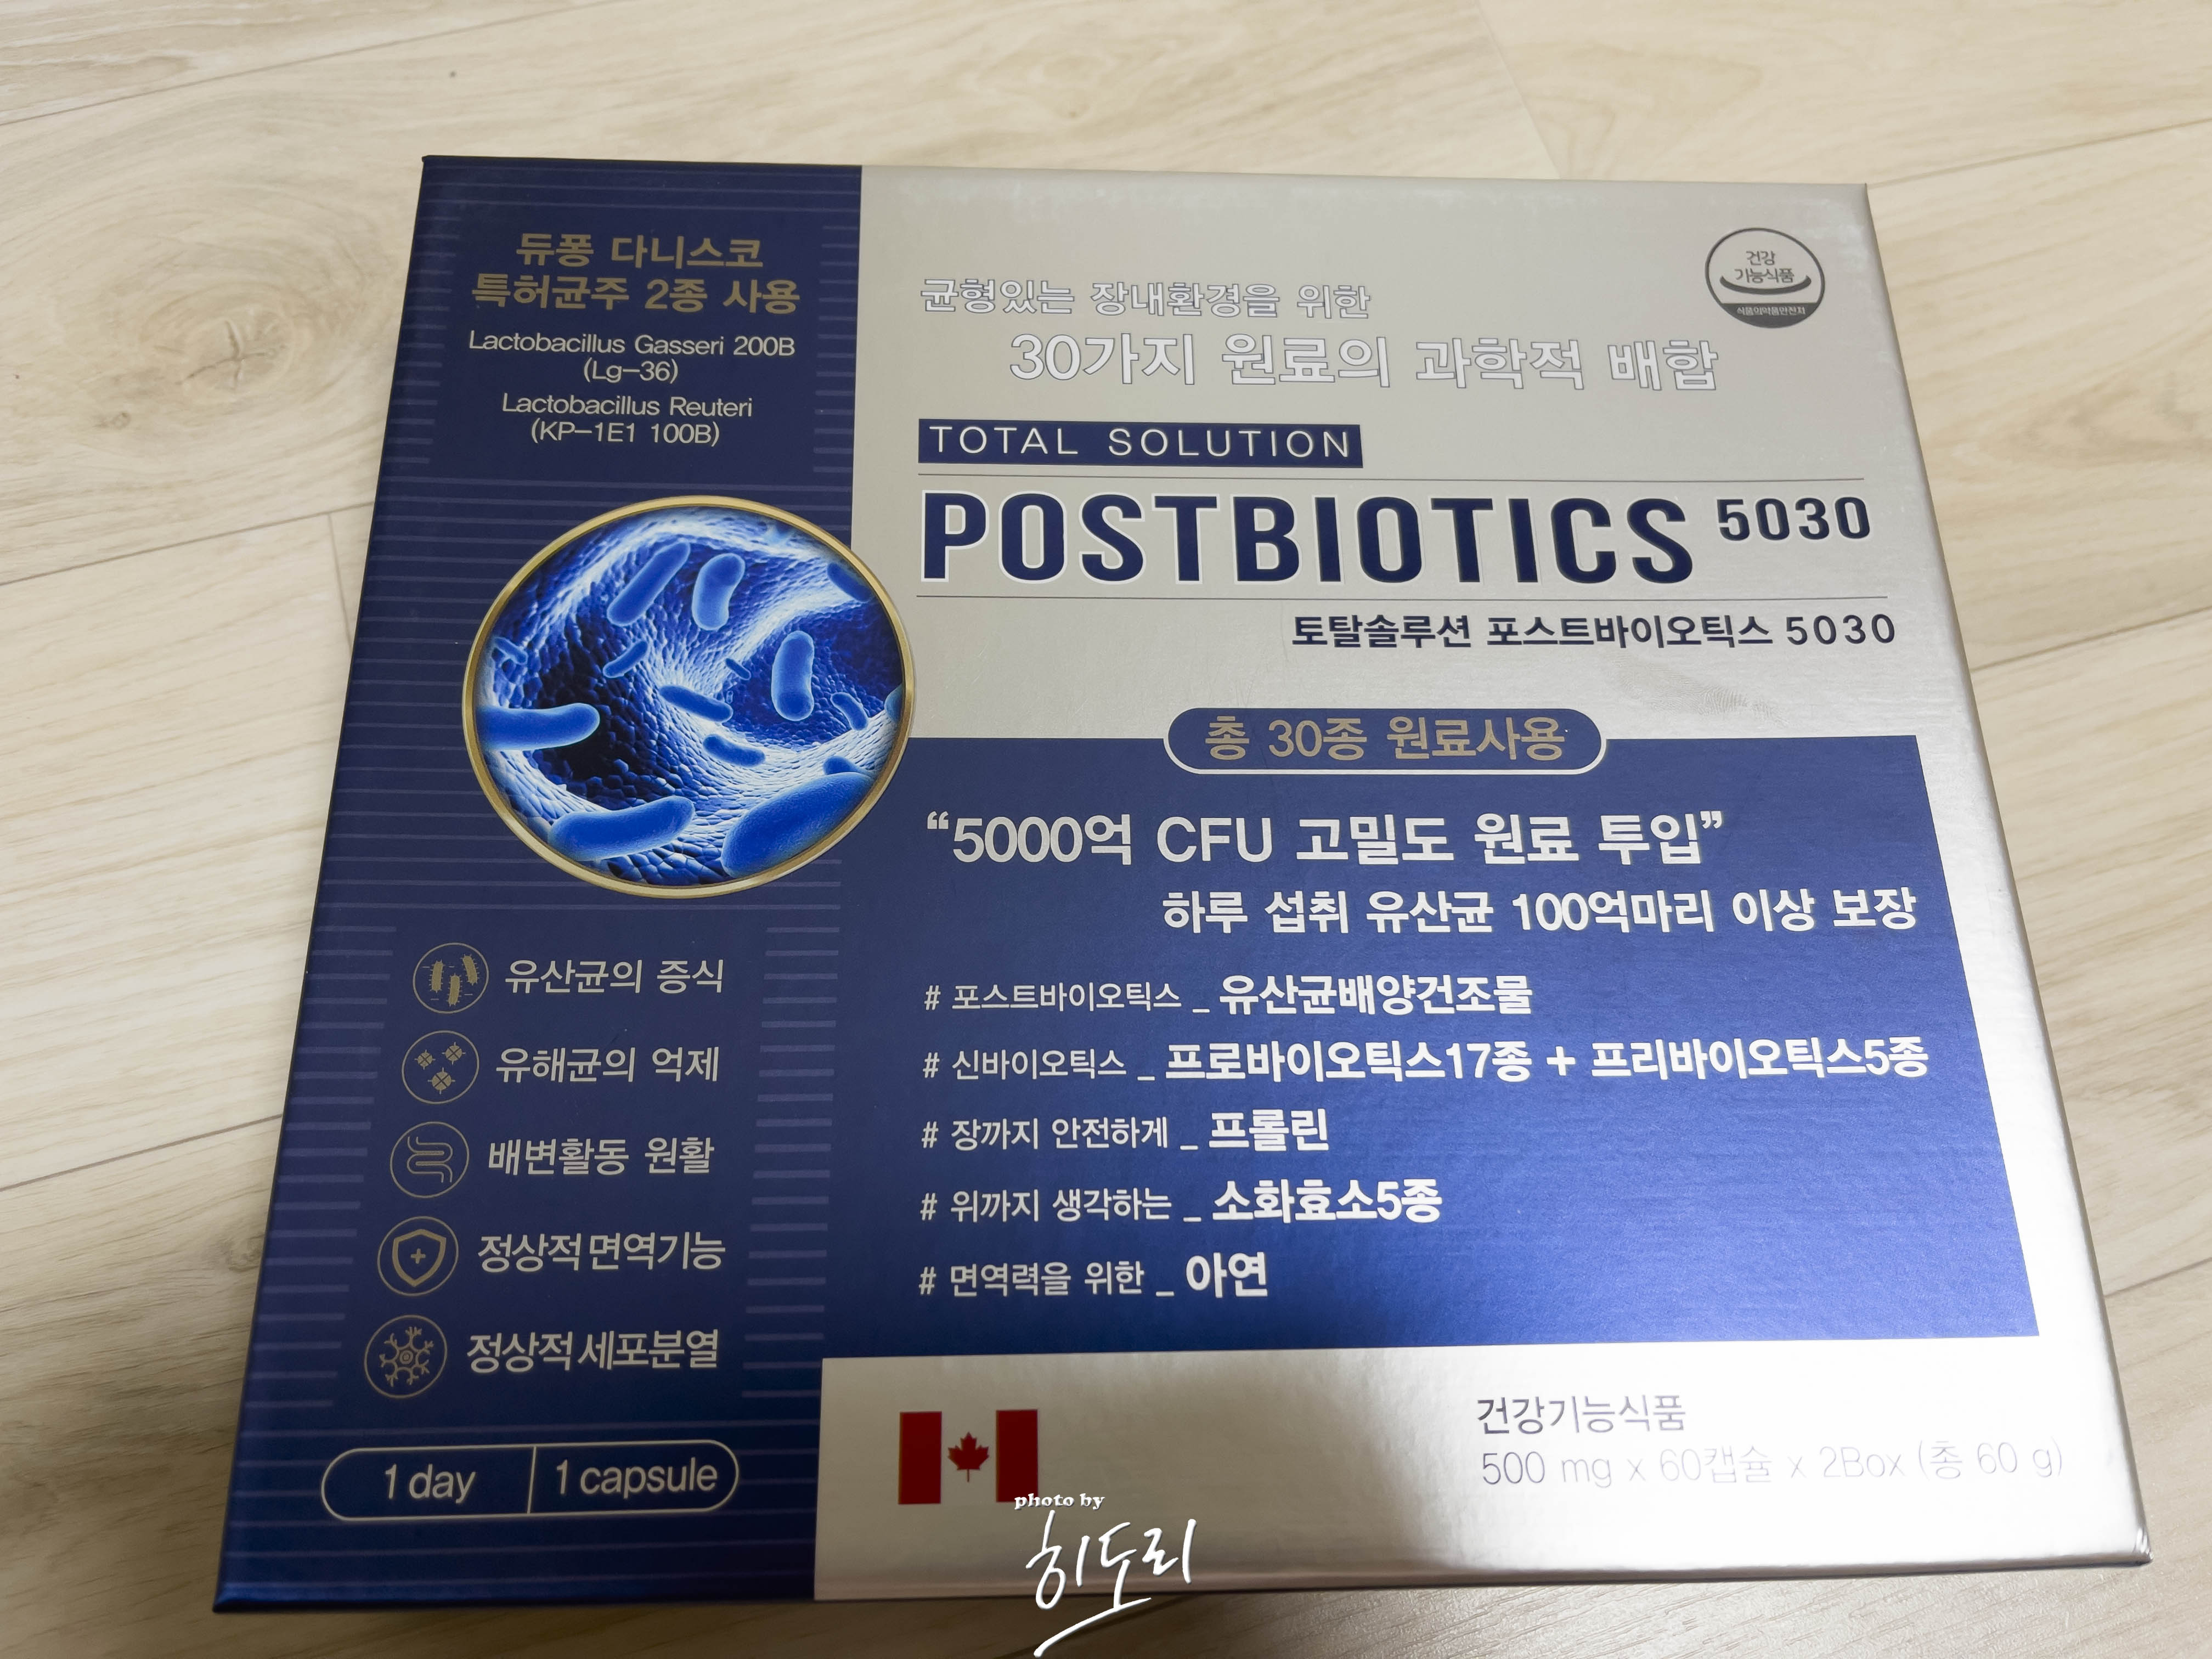 듀퐁 다니스코
특허균주 2종 사용
Lactobacillus Gasseri 200B
(Lg-36)
Lactobacillus Reuteri
(KP-1E1 100B)
유산균의 증식
유해균의 억제
배변활동 원활
정상적 면역기능
정상적 세포분열
1 day 1 capsule
건강
기능식품
식품의약품안전처
균형있는 장내환경을 위한
30가지 원료의 과학적 배합
TOTAL SOLUTION
POSTBIOTICS 5030
토탈솔루션 포스트바이오틱스 5030
총 30종 원료사용
“5000억 CFU 고밀도 원료 투입”
하루 섭취 유산균 100억마리 이상 보장
# 포스트바이오틱스 _ 유산균배양건조물
# 신바이오틱스 _ 프로바이오틱스17종 + 프리바이오틱스5종
# 장까지 안전하게 _ 프롤린
# 위까지 생각하는 _ 소화효소5종
# 면역력을 위한 _ 아연
건강기능식품
500 mg x 60캡슐 x 2Box (총 60 g)
photo by
히도리